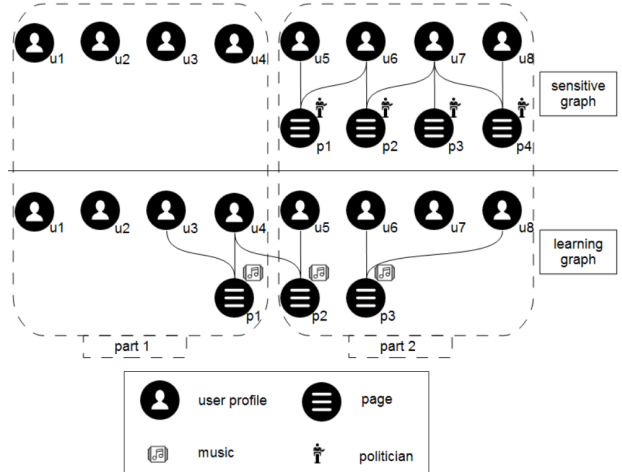 u1 u2 u3 u4 u5 u6 u7 u8
sensitive
graph
p1 p2 p3 p4
u1 u2 u3 u4 u5 u6 u7 u8
learning
graph
p1 p2 p3
part 1 part 2
user profile page
music politician